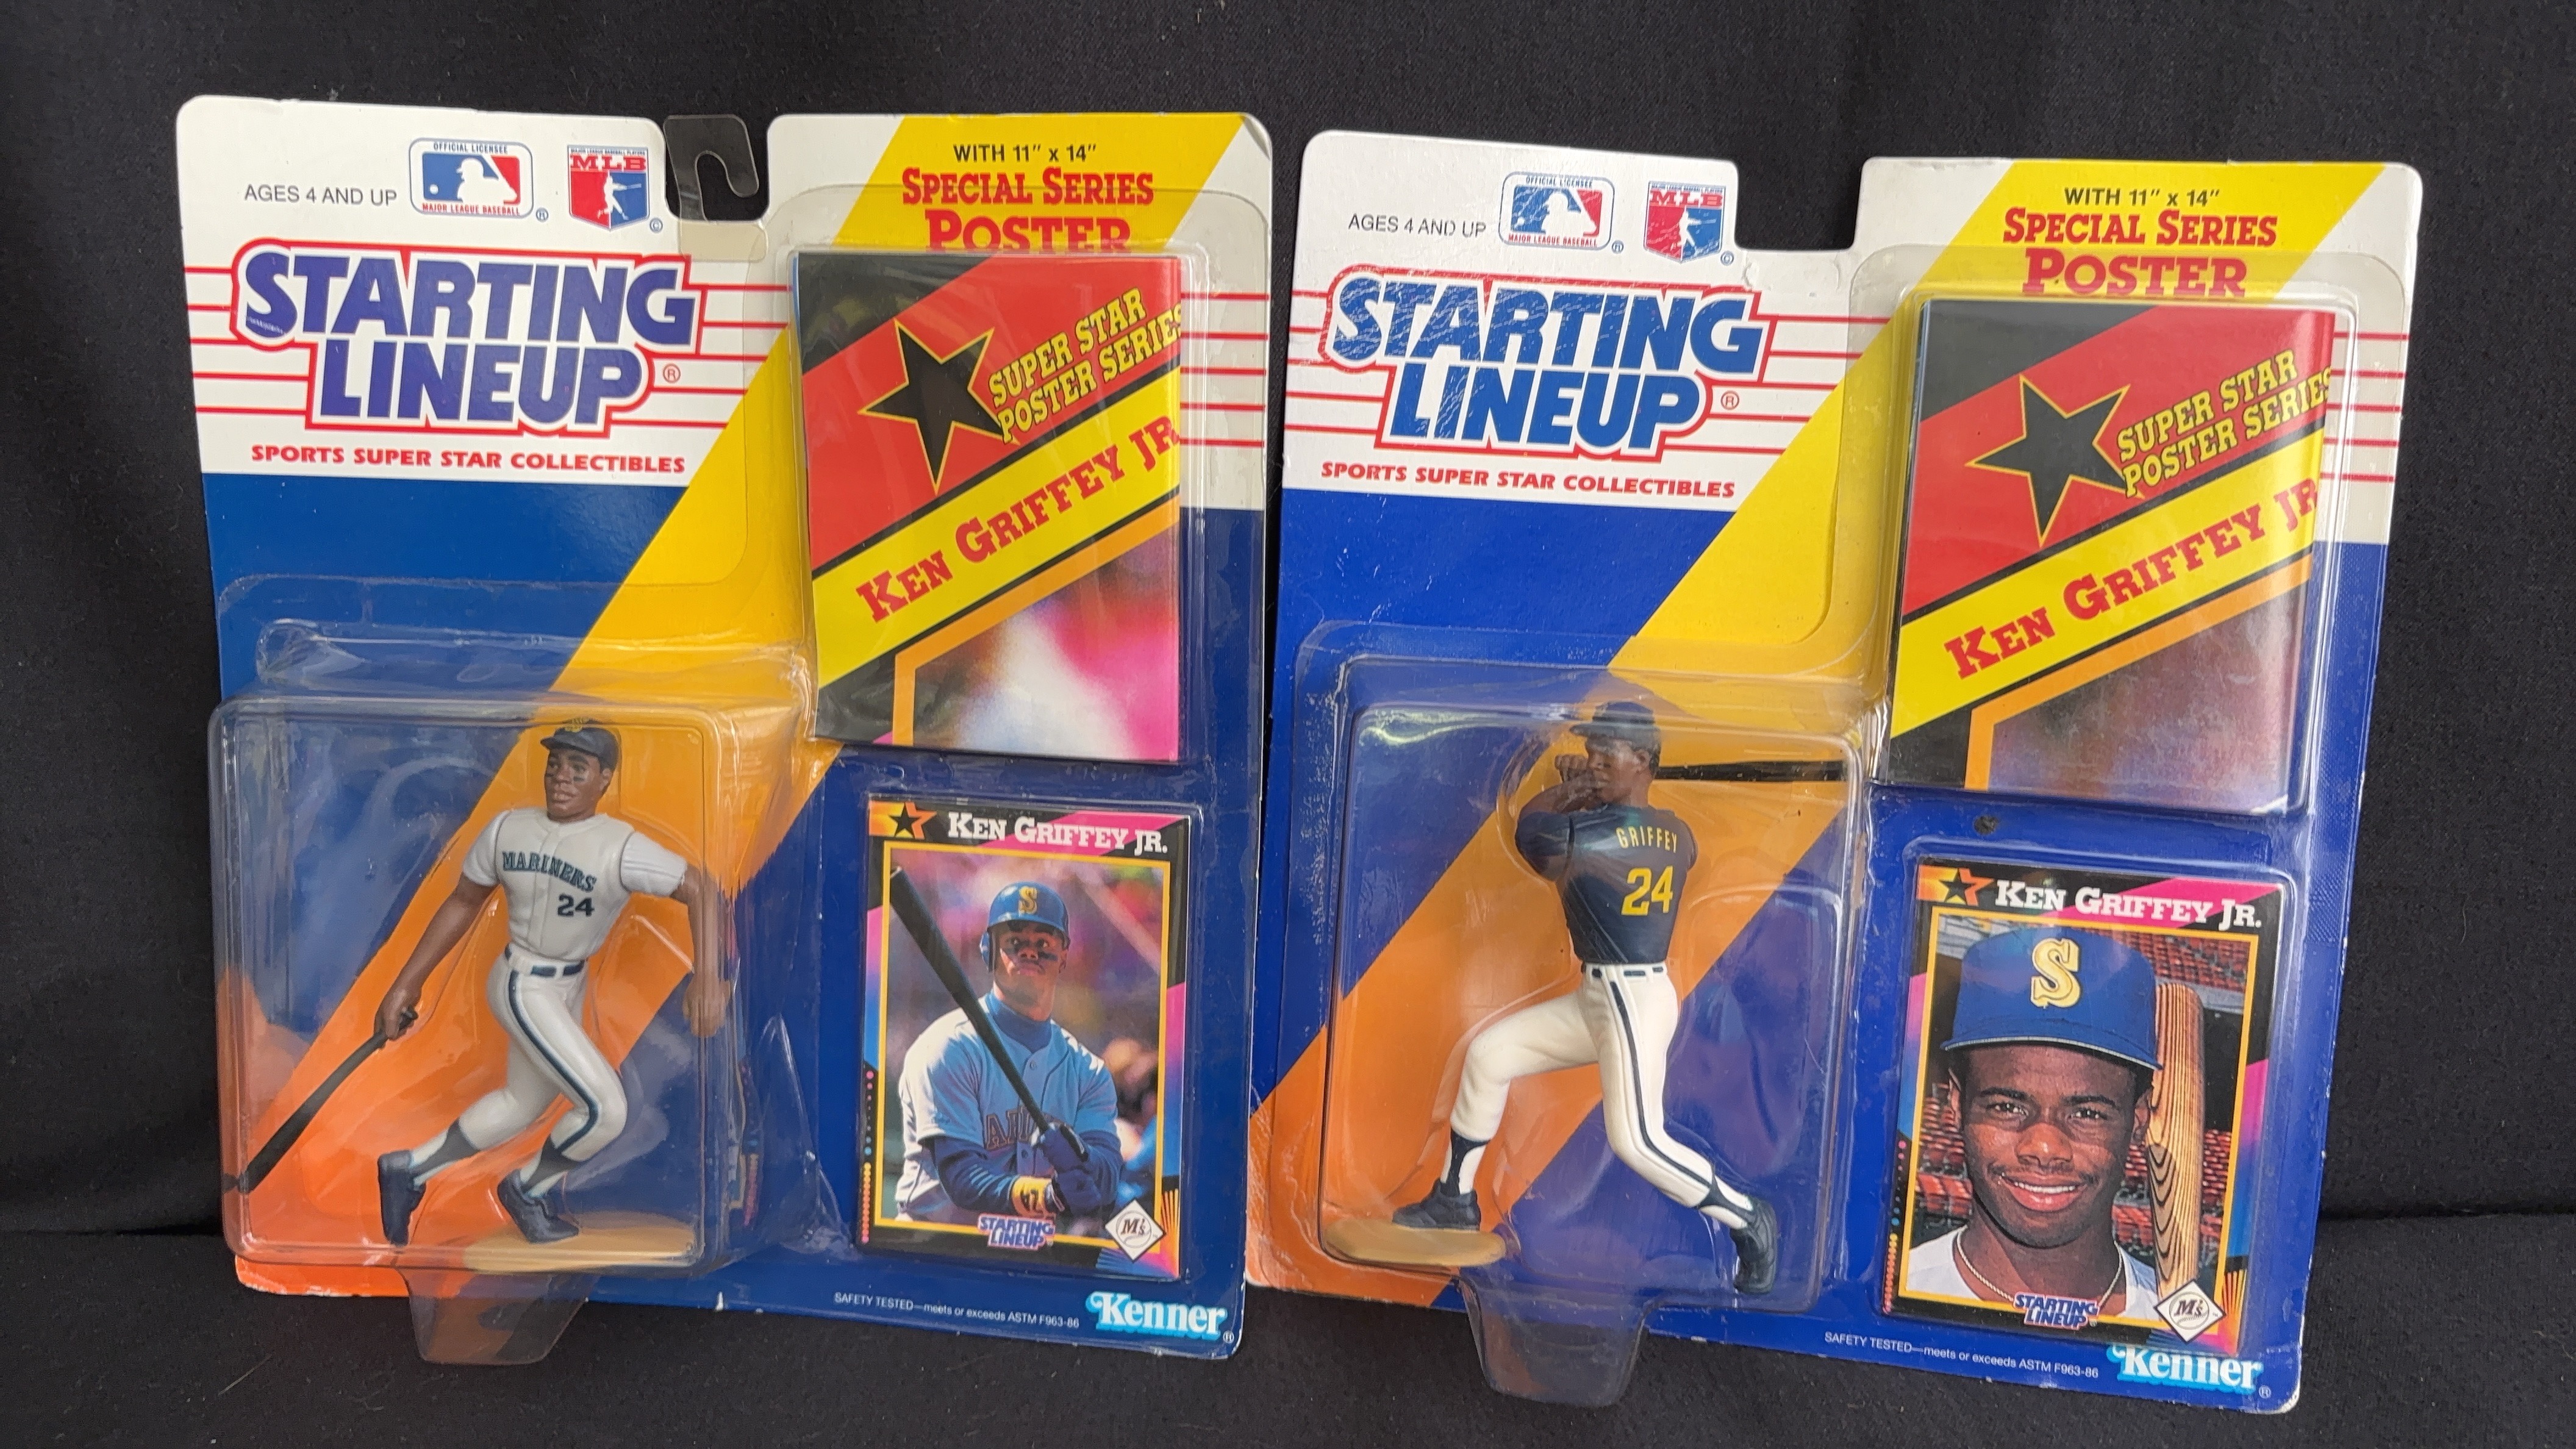 AGES 4 AND UP
OFFICIAL LICENSEE
MAJOR LEAGUE BASEBALL
®
MAJOR LEAGUE BASEBALL PLAYERS
MLB
©
WITH 11" x 14"
SPECIAL SERIES
POSTER
STARTING
LINEUP ®
SPORTS SUPER STAR COLLECTIBLES
SUPER STAR
POSTER SERIES
KEN GRIFFEY JR
MARINERS
24
KEN GRIFFEY JR.
S
STARTING
LINEUP
M's
SAFETY TESTED—meets or exceeds ASTM F963-86
Kenner ®
AGES 4 AND UP
OFFICIAL LICENSEE
MAJOR LEAGUE BASEBALL
®
MLB
©
WITH 11" x 14"
SPECIAL SERIES
POSTER
STARTING
LINEUP ®
SPORTS SUPER STAR COLLECTIBLES
SUPER STAR
POSTER SERIES
KEN GRIFFEY JR
GRIFFEY
24
KEN GRIFFEY JR.
S
STARTING
LINEUP
M's
SAFETY TESTED—meets or exceeds ASTM F963-86
Kenner ®